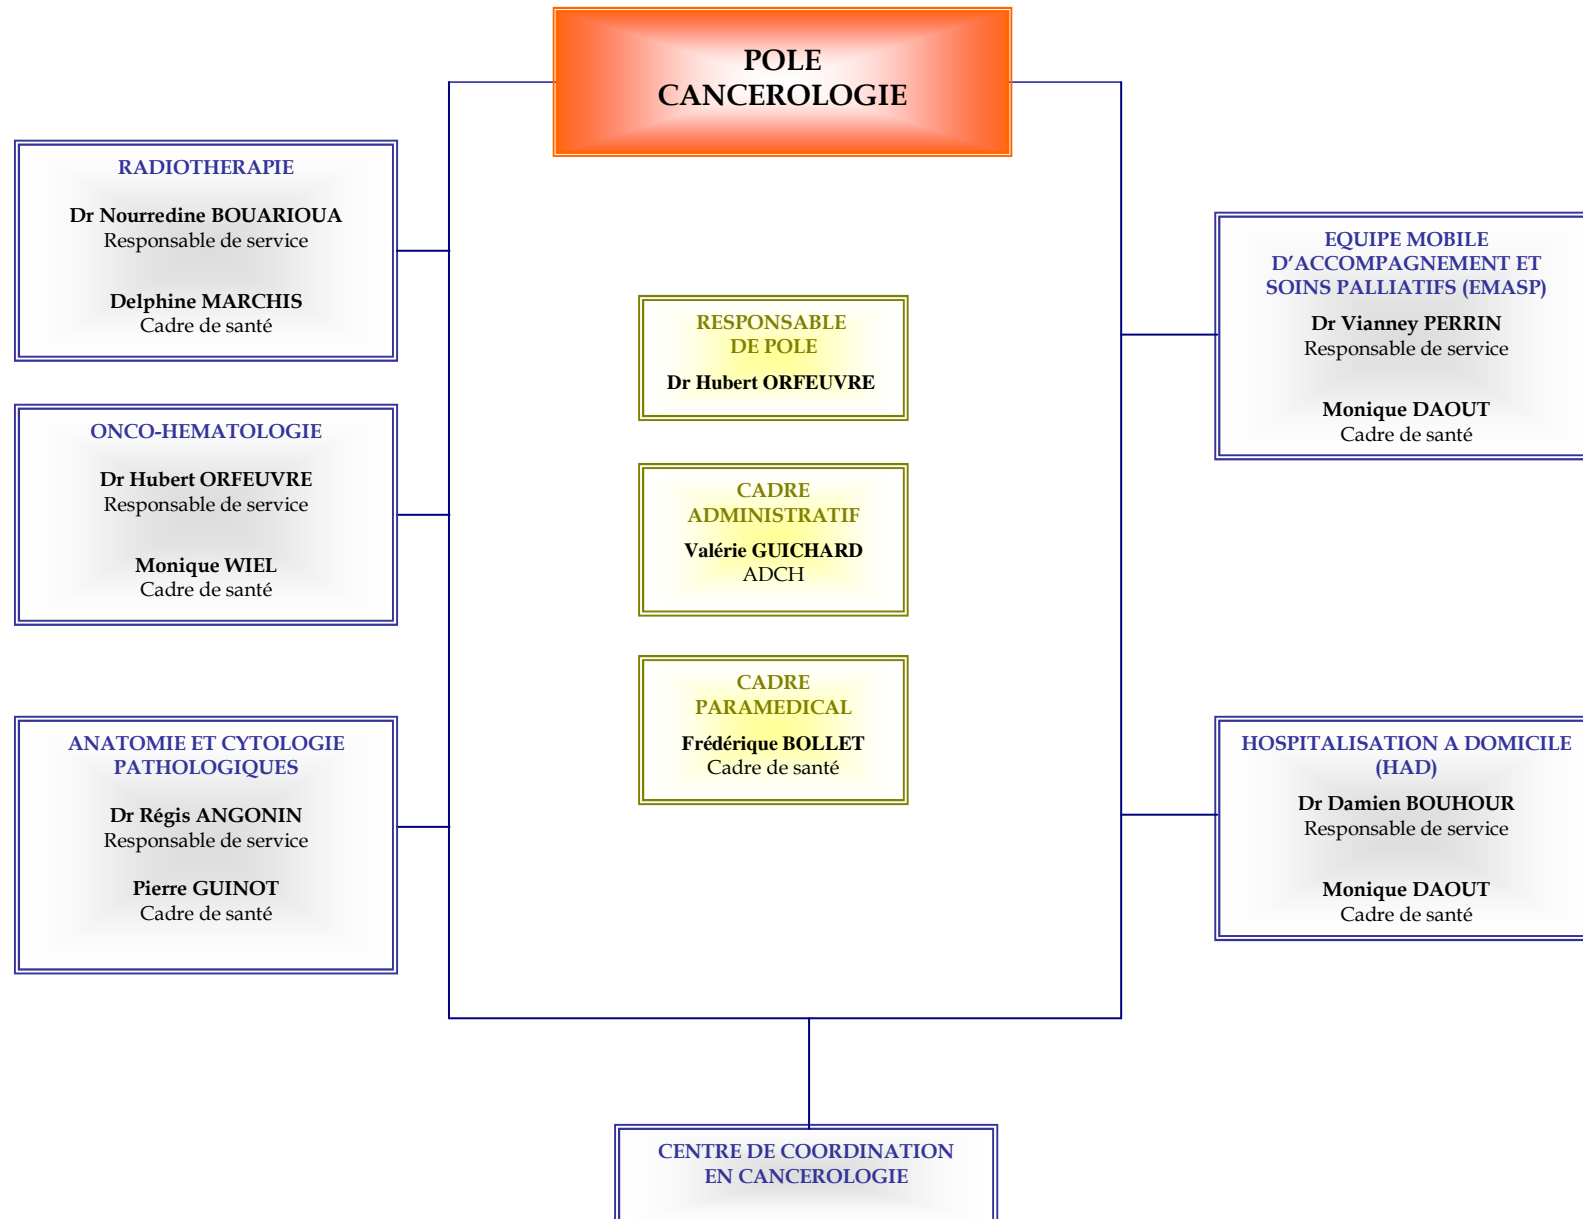 POLE
CANCEROLOGIE
RADIOTHERAPIE
Dr Nourredine BOUARIOUA
Responsable de service
Delphine MARCHIS
Cadre de santé
ONCO-HEMATOLOGIE
Dr Hubert ORFEUVRE
Responsable de service
Monique WIEL
Cadre de santé
ANATOMIE ET CYTOLOGIE
PATHOLOGIQUES
Dr Régis ANGONIN
Responsable de service
Pierre GUINOT
Cadre de santé
RESPONSABLE
DE POLE
Dr Hubert ORFEUVRE
CADRE
ADMINISTRATIF
Valérie GUICHARD
ADCH
CADRE
PARAMEDICAL
Frédérique BOLLET
Cadre de santé
EQUIPE MOBILE
D’ACCOMPAGNEMENT ET
SOINS PALLIATIFS (EMASP)
Dr Vianney PERRIN
Responsable de service
Monique DAOUT
Cadre de santé
HOSPITALISATION A DOMICILE
(HAD)
Dr Damien BOUHOUR
Responsable de service
Monique DAOUT
Cadre de santé
CENTRE DE COORDINATION
EN CANCEROLOGIE